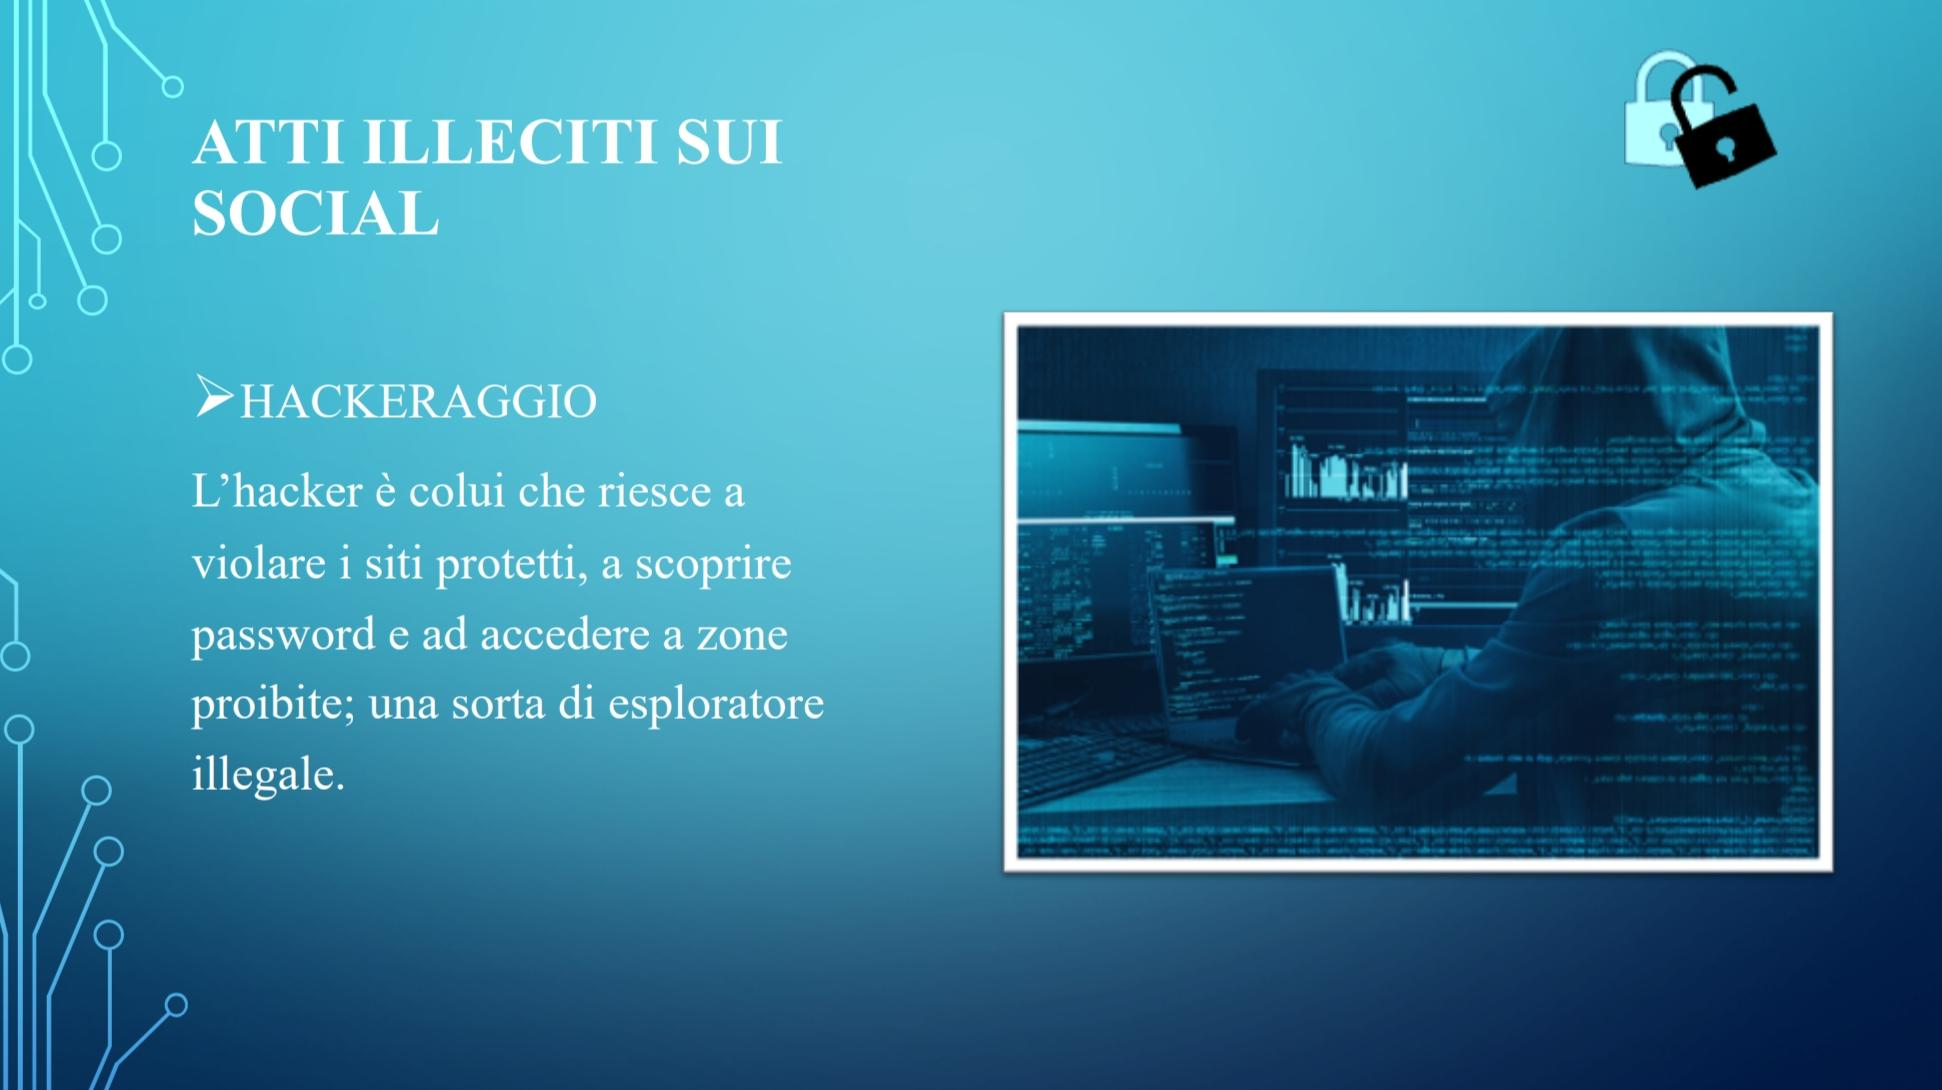 ATTI ILLECITI SUI
SOCIAL
HACKERAGGIO
L’hacker è colui che riesce a
violare i siti protetti, a scoprire
password e ad accedere a zone
proibite; una sorta di esploratore
illegale.